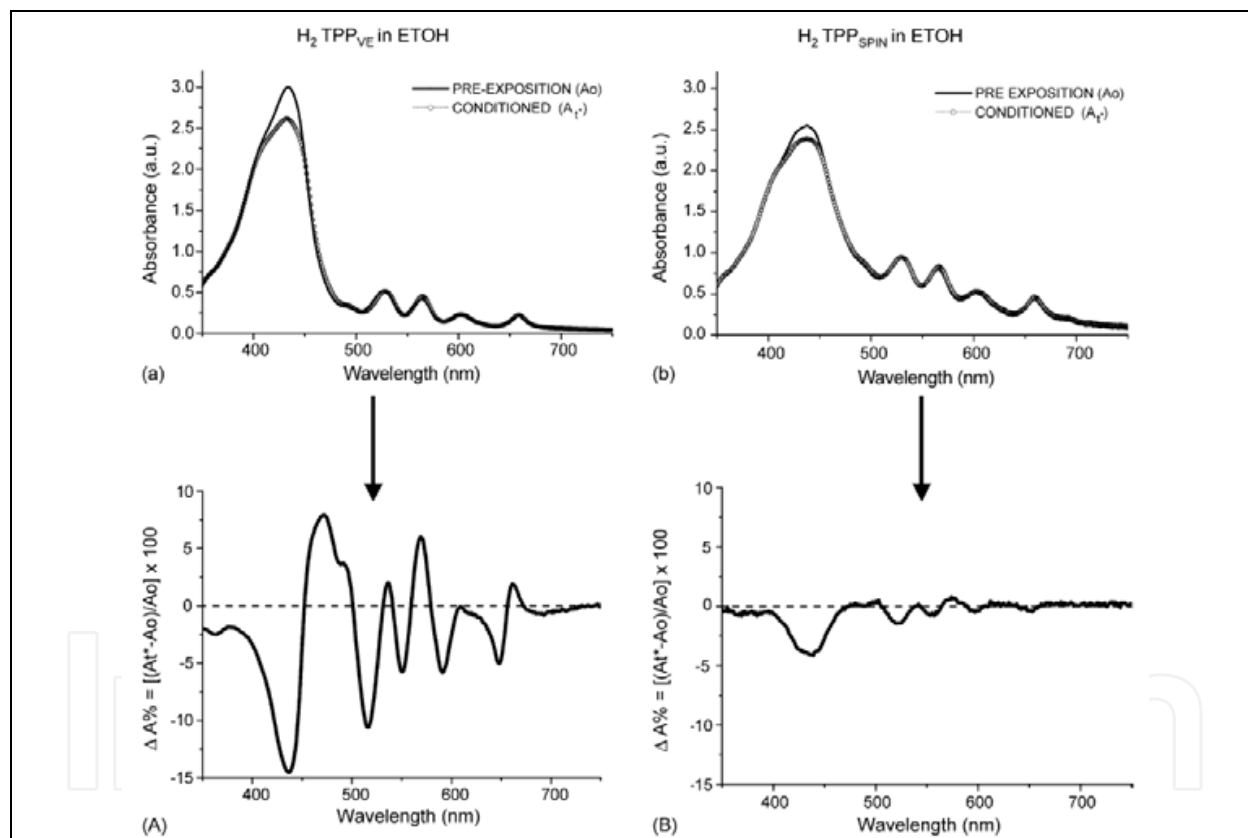 H2 TPPVE in ETOH
H2 TPPSPIN in ETOH
PRE-EXPOSITION (Ao)
CONDITIONED (At*)
3.0
2.5
2.0
1.5
1.0
0.5
0.0
Absorbance (a.u.)
400 500 600 700
Wavelength (nm)
(a)
PRE EXPOSITION (Ao)
CONDITIONED (At*)
3.0
2.5
2.0
1.5
1.0
0.5
0.0
Absorbance (a.u.)
400 500 600 700
Wavelength (nm)
(b)
10
5
0
-5
-10
-15
Δ A% = [(At*-Ao)/Ao] x 100
400 500 600 700
Wavelength (nm)
(A)
10
5
0
-5
-10
-15
Δ A% = [(At*-Ao)/Ao] x 100
400 500 600 700
Wavelength (nm)
(B)